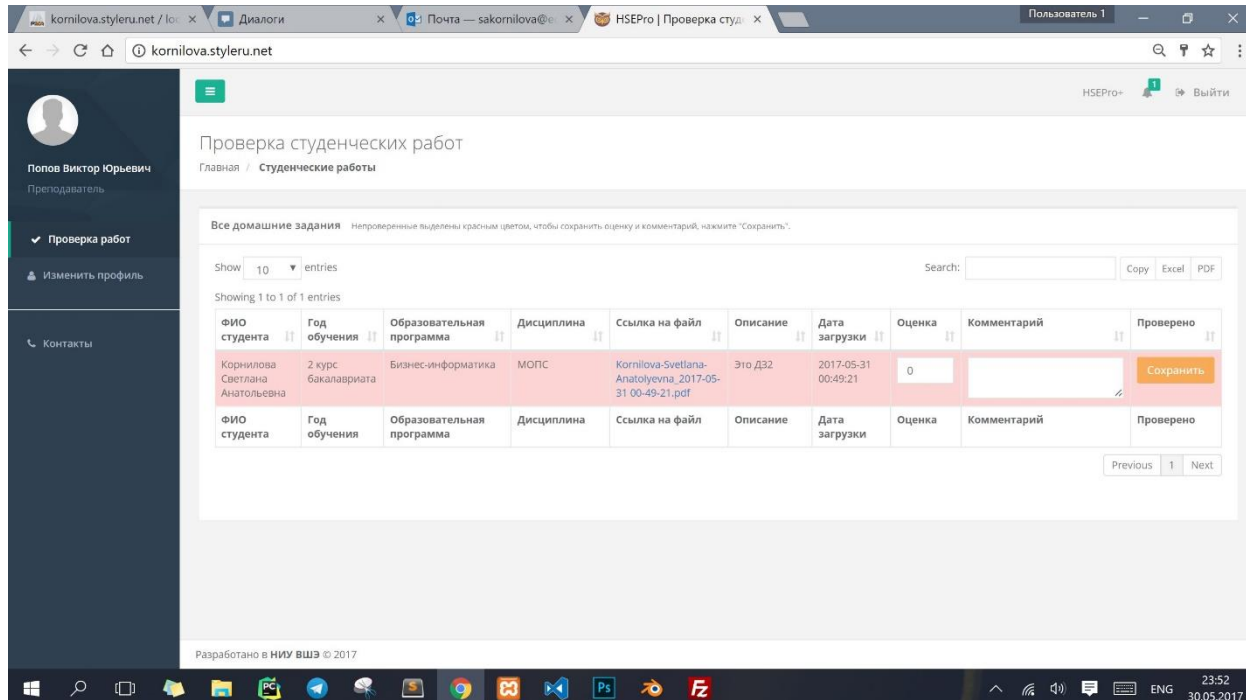 kornilova.styleru.net / loc
Диалоги
Почта — sakornilova@e
HSEPro | Проверка студ
Пользователь 1
kornilova.styleru.net
HSEPro+
1
Выйти
Попов Виктор Юрьевич
Преподаватель
Проверка работ
Изменить профиль
Контакты
Проверка студенческих работ
Главная / Студенческие работы
Все домашние задания Непроверенные выделены красным цветом, чтобы сохранить оценку и комментарий, нажмите "Сохранить".
Show 10 entries
Search:
Copy Excel PDF
Showing 1 to 1 of 1 entries
ФИО студента
Год обучения
Образовательная программа
Дисциплина
Ссылка на файл
Описание
Дата загрузки
Оценка
Комментарий
Проверено
Корнилова Светлана Анатольевна
2 курс бакалавриата
Бизнес-информатика
МОПС
Kornilova-Svetlana-Anatolyevna_2017-05-31 00-49-21.pdf
Это ДЗ2
2017-05-31 00:49:21
0
Сохранить
ФИО студента
Год обучения
Образовательная программа
Дисциплина
Ссылка на файл
Описание
Дата загрузки
Оценка
Комментарий
Проверено
Previous 1 Next
Разработано в НИУ ВШЭ © 2017
PC
S
Ps
Fz
ENG
23:52
30.05.2017